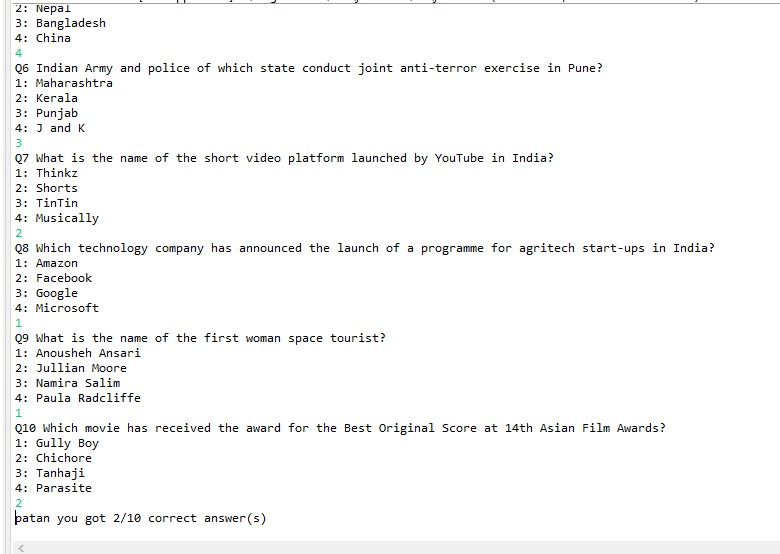 2: Nepal
3: Bangladesh
4: China
4
Q6 Indian Army and police of which state conduct joint anti-terror exercise in Pune?
1: Maharashtra
2: Kerala
3: Punjab
4: J and K
3
Q7 What is the name of the short video platform launched by YouTube in India?
1: Thinkz
2: Shorts
3: TinTin
4: Musically
2
Q8 Which technology company has announced the launch of a programme for agritech start-ups in India?
1: Amazon
2: Facebook
3: Google
4: Microsoft
1
Q9 What is the name of the first woman space tourist?
1: Anousheh Ansari
2: Jullian Moore
3: Namira Salim
4: Paula Radcliffe
1
Q10 Which movie has received the award for the Best Original Score at 14th Asian Film Awards?
1: Gully Boy
2: Chichore
3: Tanhaji
4: Parasite
2
patan you got 2/10 correct answer(s)